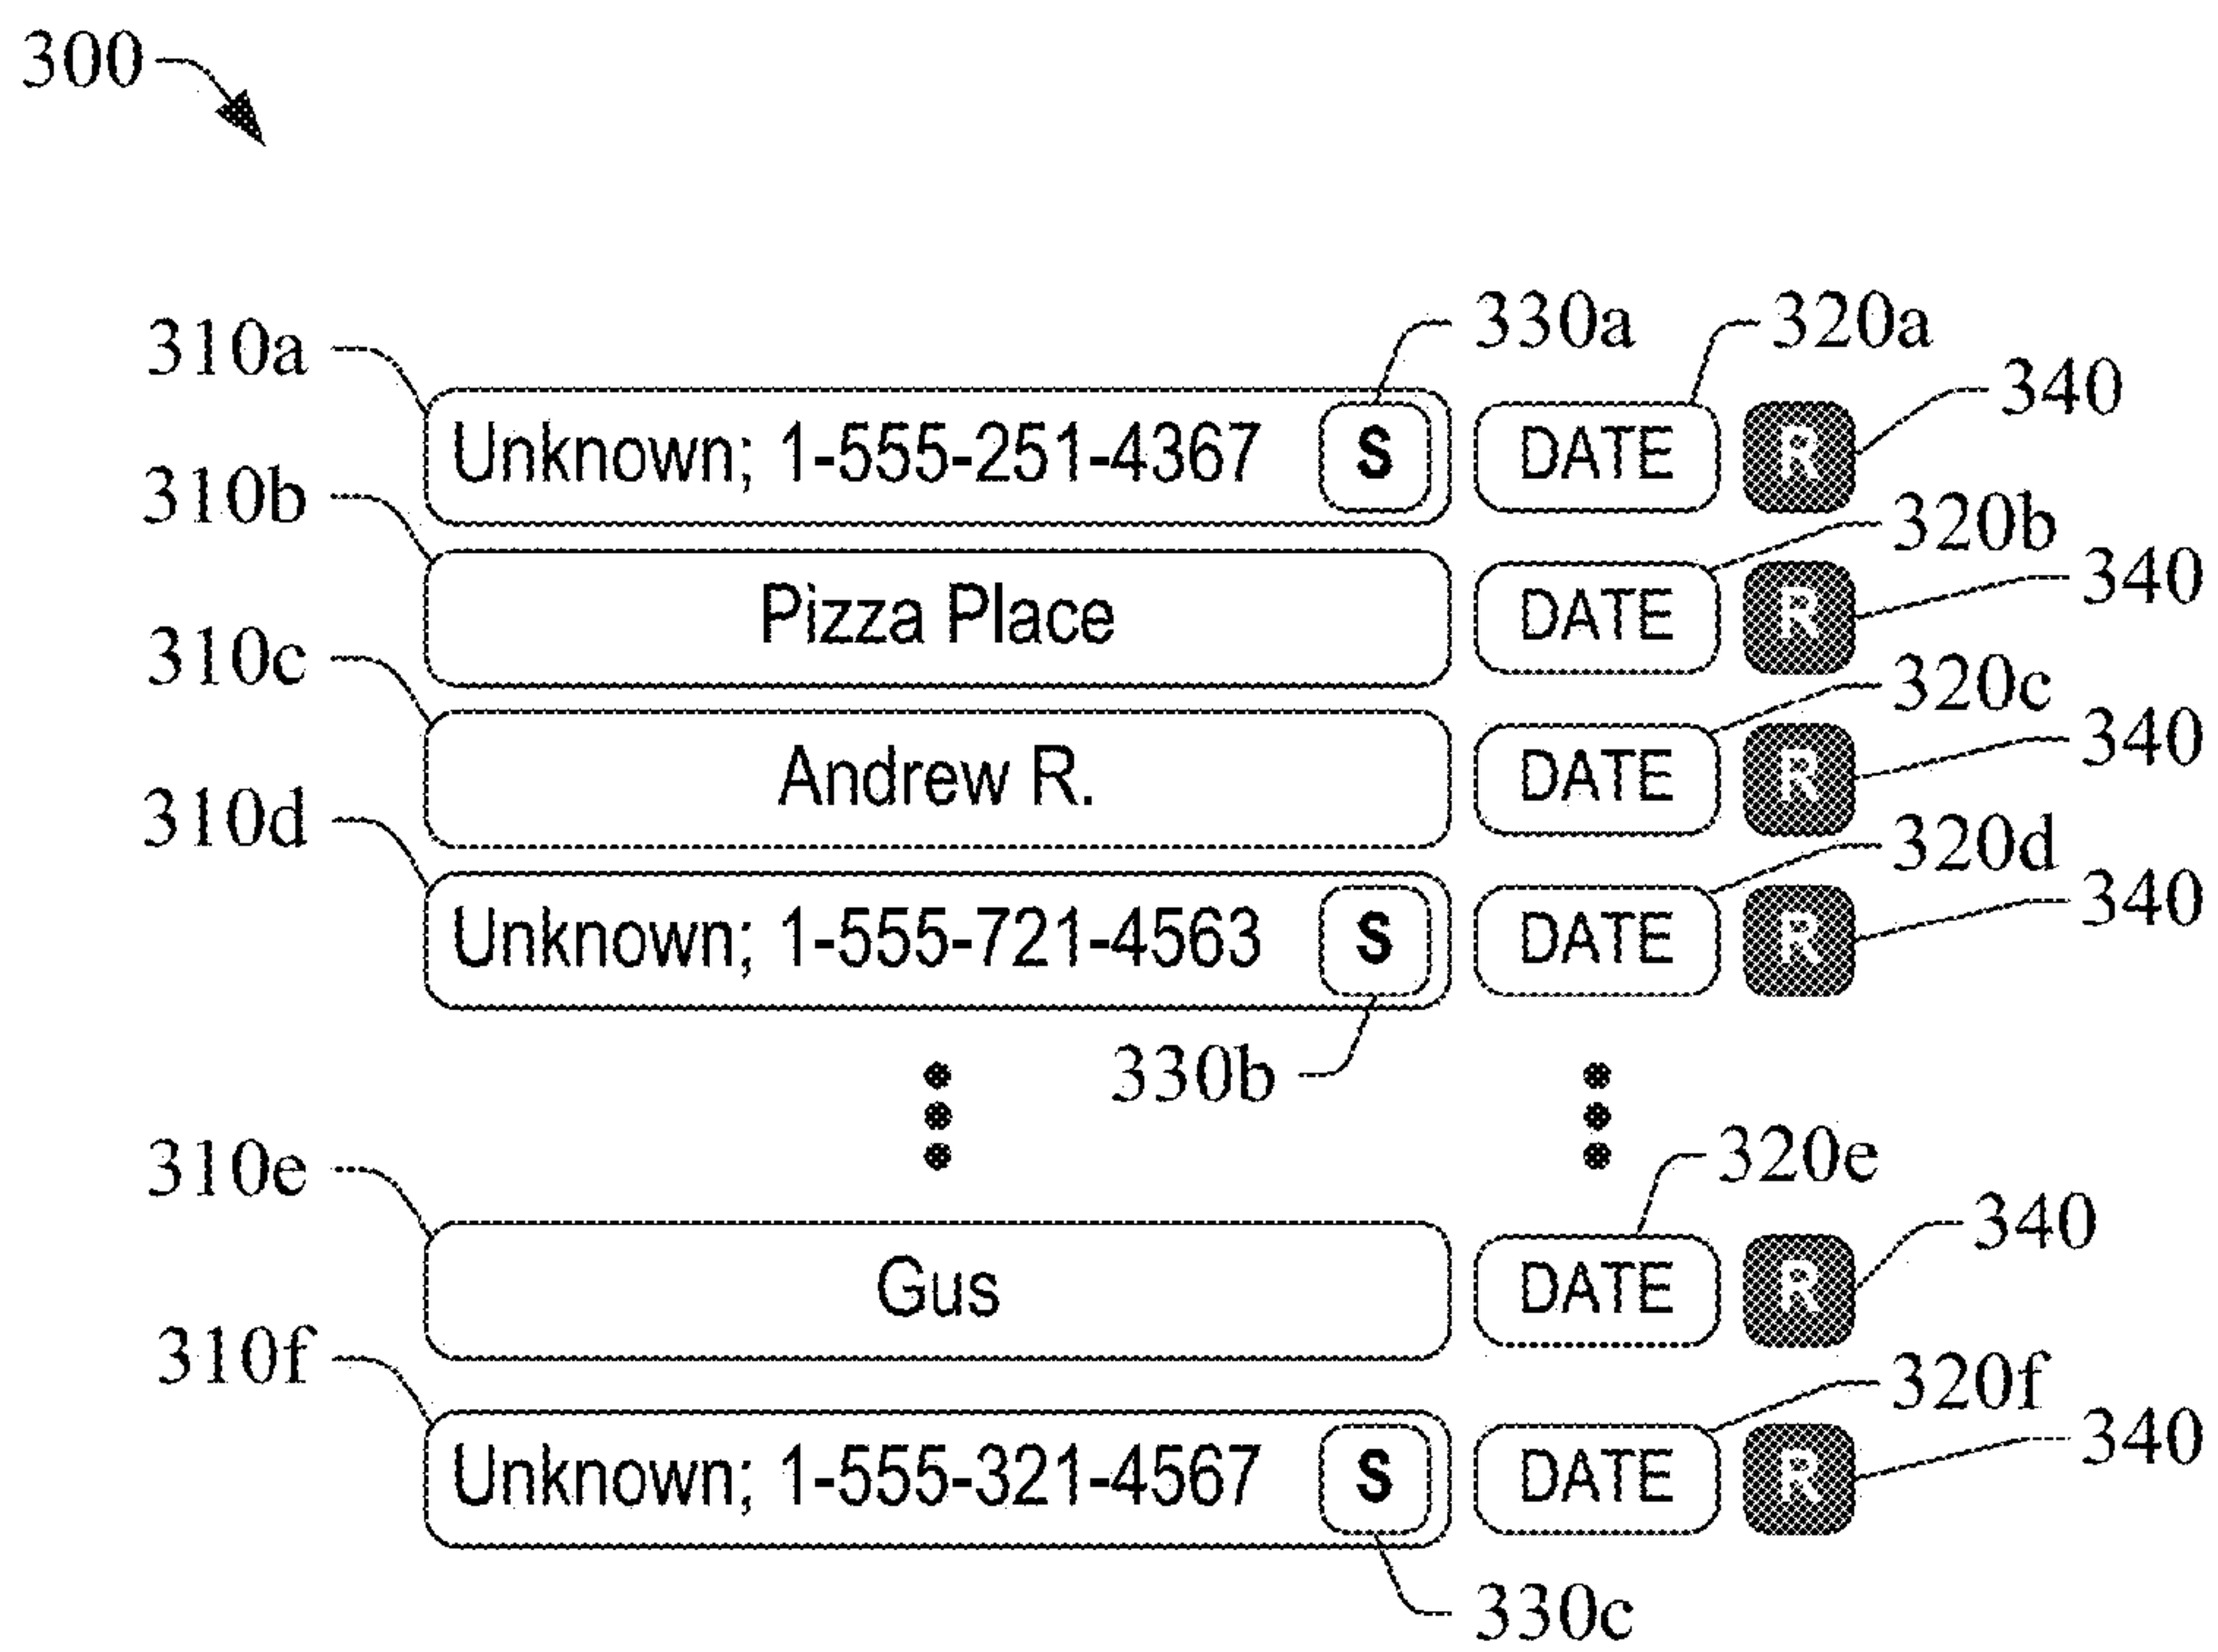 300
330a 320a
310a 340
Unknown; 1-555-251-4367 S DATE R
310b 320b
340
Pizza Place DATE R
310c 320c
340
Andrew R. DATE R
310d 320d
340
Unknown; 1-555-721-4563 S DATE R
330b
310e 320e
340
Gus DATE R
310f 320f
340
Unknown; 1-555-321-4567 S DATE R
330c